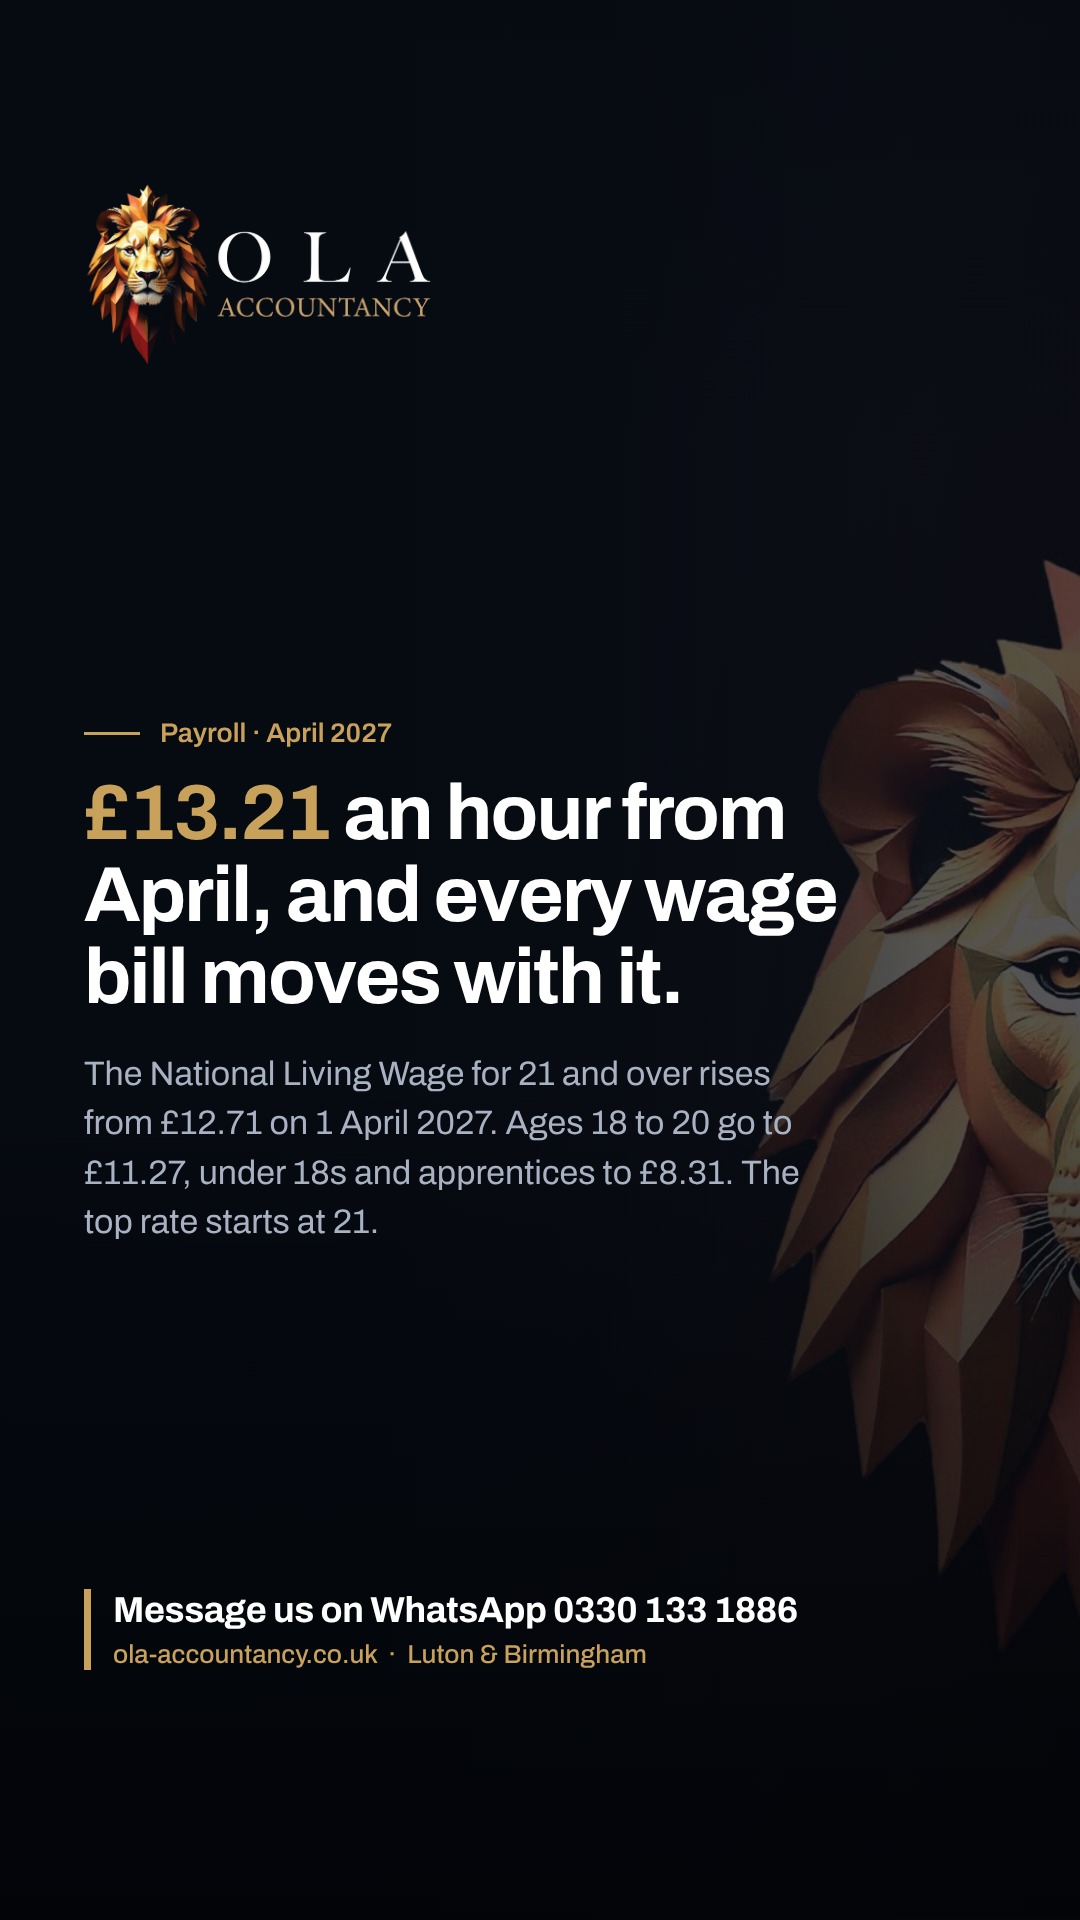 OLA
ACCOUNTANCY
Payroll · April 2027
£13.21 an hour from
April, and every wage
bill moves with it.
The National Living Wage for 21 and over rises
from £12.71 on 1 April 2027. Ages 18 to 20 go to
£11.27, under 18s and apprentices to £8.31. The
top rate starts at 21.
Message us on WhatsApp 0330 133 1886
ola-accountancy.co.uk · Luton & Birmingham